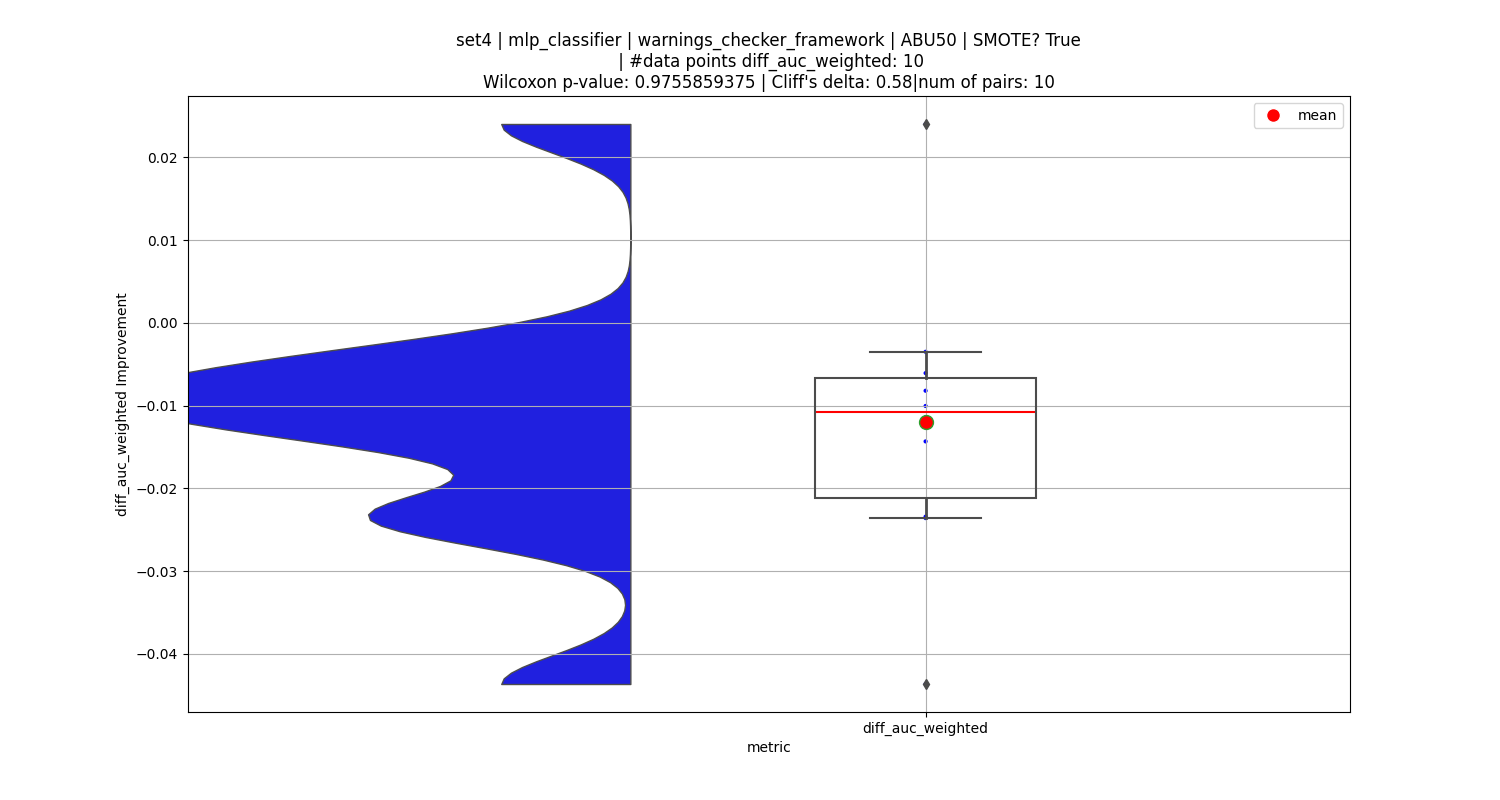 set4 | mlp_classifier | warnings_checker_framework | ABU50 | SMOTE? True
| #data points diff_auc_weighted: 10
Wilcoxon p-value: 0.9755859375 | Cliff's delta: 0.58|num of pairs: 10
mean
0.02
0.01
0.00
−0.01
−0.02
−0.03
−0.04
diff_auc_weighted Improvement
diff_auc_weighted
metric